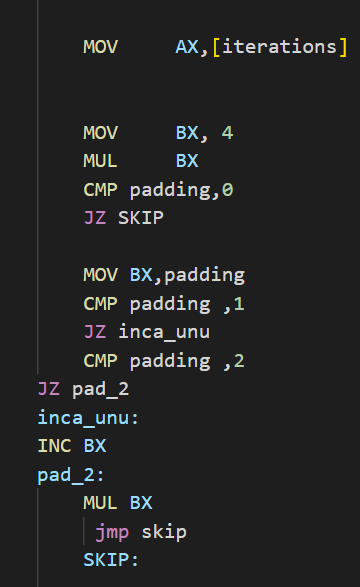 MOV     AX,[iterations]
MOV     BX, 4
MUL     BX
CMP padding,0
JZ SKIP
MOV BX,padding
CMP padding ,1
JZ inca_unu
CMP padding ,2
JZ pad_2
inca_unu:
INC BX
pad_2:
MUL BX
jmp skip
SKIP: